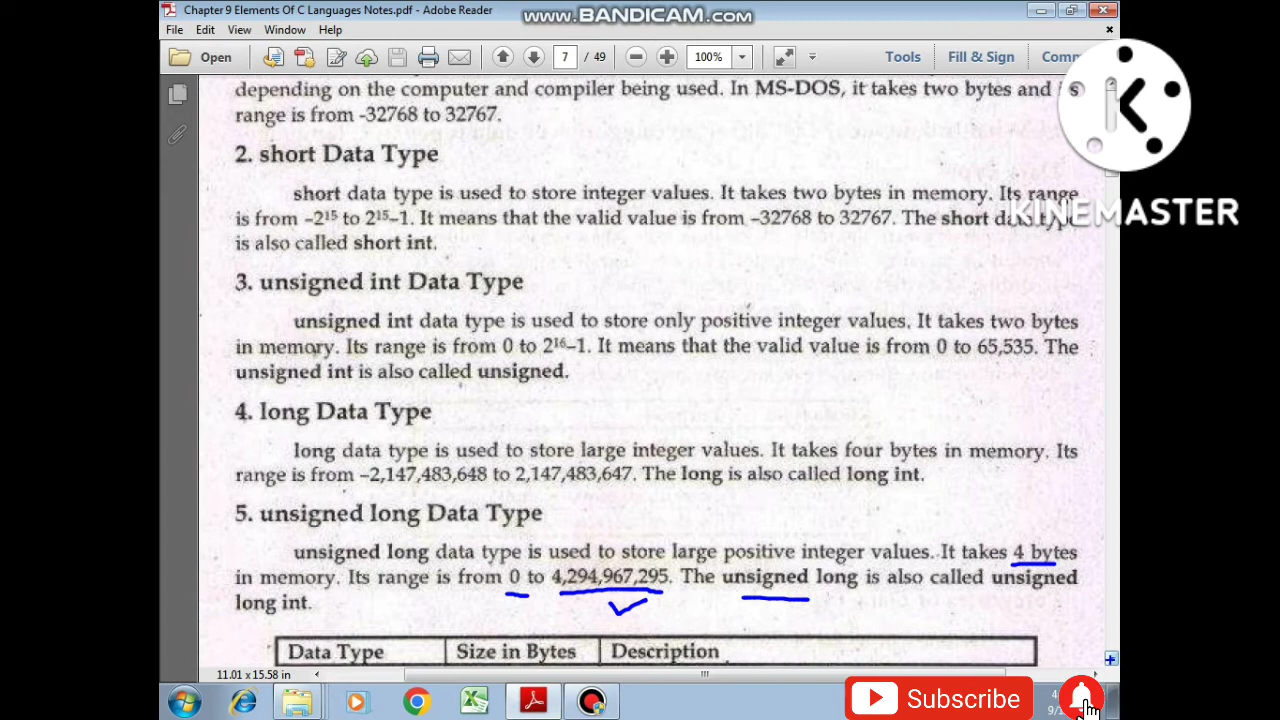 Chapter 9 Elements Of C Languages Notes.pdf - Adobe Reader
www.BANDICAM.com
File Edit View Window Help
Open 7 / 49 100% Tools Fill & Sign
depending on the computer and compiler being used. In MS-DOS, it takes two bytes and
range is from -32768 to 32767.
2. short Data Type
short data type is used to store integer values. It takes two bytes in memory. Its range
is from –2¹⁵ to 2¹⁵–1. It means that the valid value is from –32768 to 32767. The short data type
KINEMASTER
is also called short int.
3. unsigned int Data Type
unsigned int data type is used to store only positive integer values. It takes two bytes
in memory. Its range is from 0 to 2¹⁶–1. It means that the valid value is from 0 to 65,535. The
unsigned int is also called unsigned.
4. long Data Type
long data type is used to store large integer values. It takes four bytes in memory. Its
range is from –2,147,483,648 to 2,147,483,647. The long is also called long int.
5. unsigned long Data Type
unsigned long data type is used to store large positive integer values. It takes 4 bytes
in memory. Its range is from 0 to 4,294,967,295. The unsigned long is also called unsigned
long int.
Data Type Size in Bytes Description
11.01 x 15.58 in
Subscribe